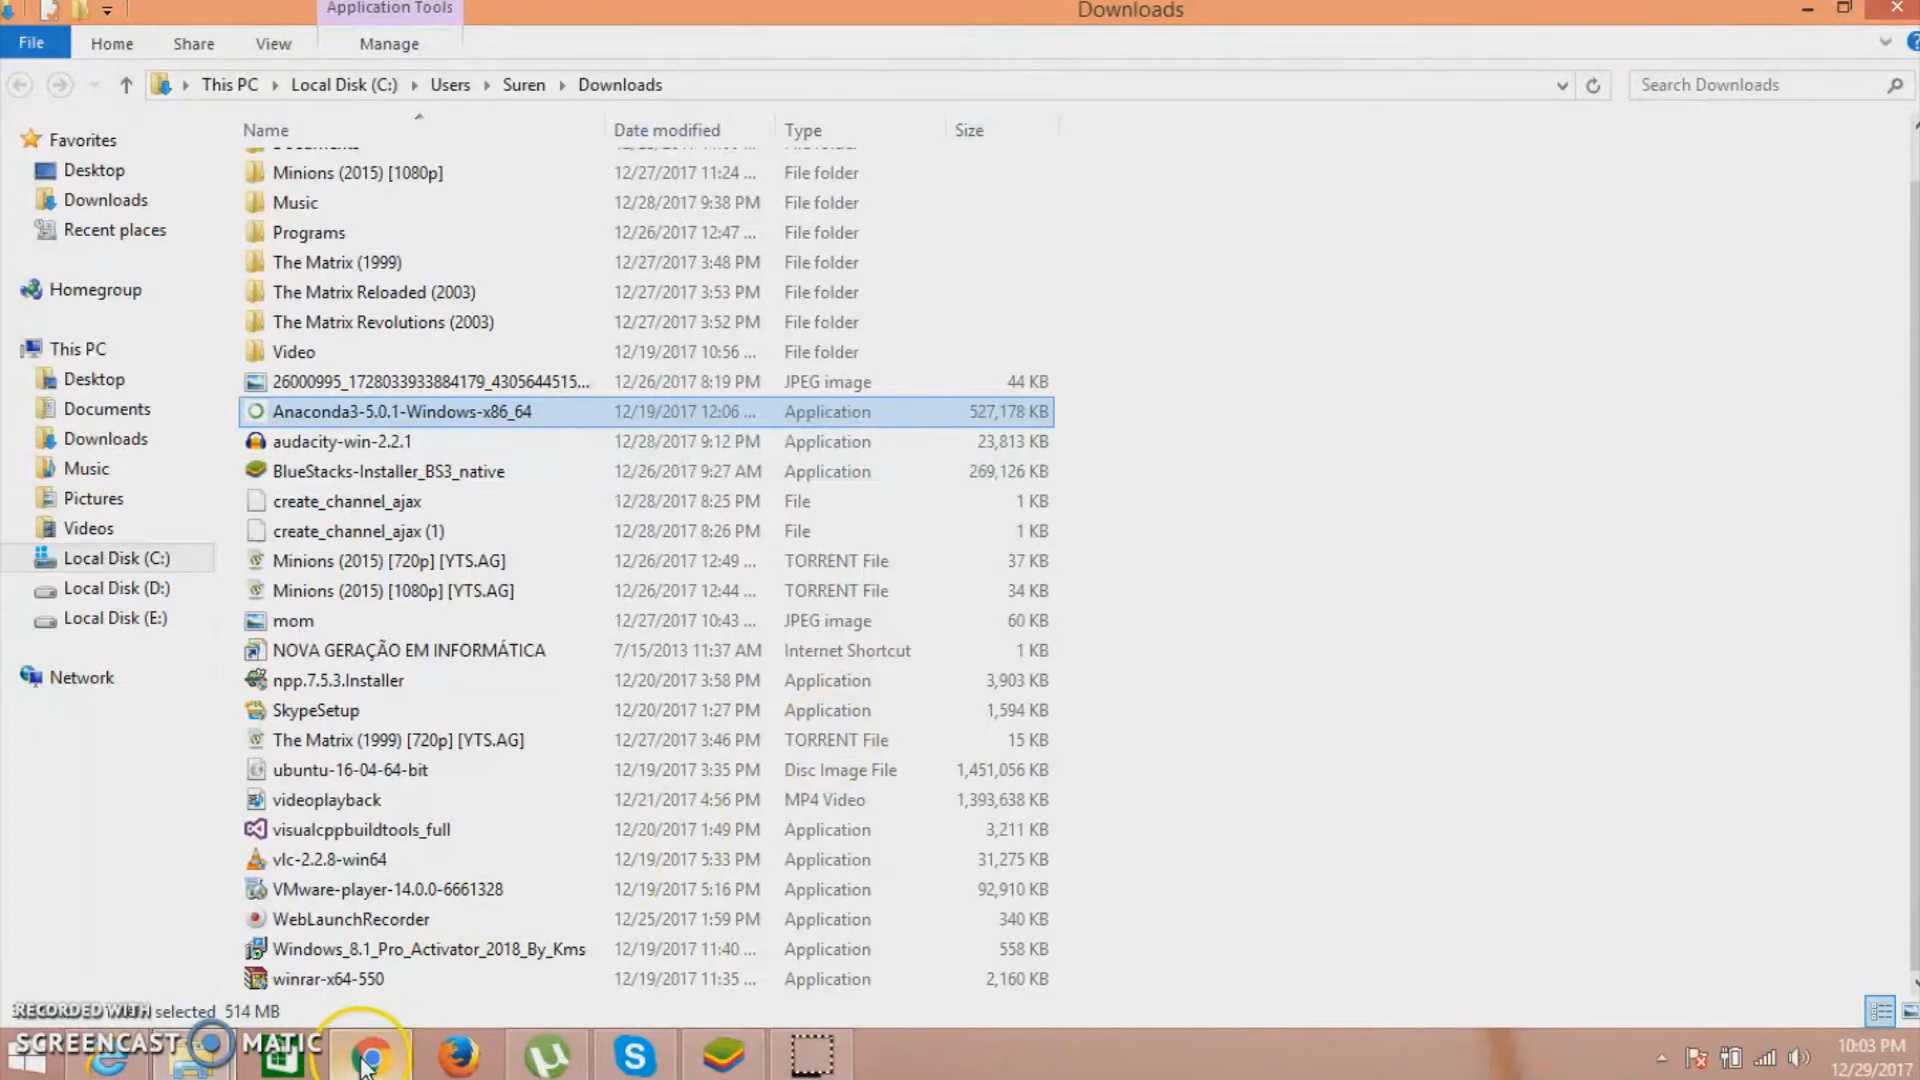 Application Tools
Downloads
File Home Share View Manage
This PC Local Disk (C:) Users Suren Downloads
Search Downloads
Name Date modified Type Size
Favorites
Desktop
Downloads
Recent places
Homegroup
This PC
Desktop
Documents
Downloads
Music
Pictures
Videos
Local Disk (C:)
Local Disk (D:)
Local Disk (E:)
Network
Minions (2015) [1080p] 12/27/2017 11:24 ... File folder
Music 12/28/2017 9:38 PM File folder
Programs 12/26/2017 12:47 ... File folder
The Matrix (1999) 12/27/2017 3:48 PM File folder
The Matrix Reloaded (2003) 12/27/2017 3:53 PM File folder
The Matrix Revolutions (2003) 12/27/2017 3:52 PM File folder
Video 12/19/2017 10:56 ... File folder
26000995_1728033933884179_4305644515... 12/26/2017 8:19 PM JPEG image 44 KB
Anaconda3-5.0.1-Windows-x86_64 12/19/2017 12:06 ... Application 527,178 KB
audacity-win-2.2.1 12/28/2017 9:12 PM Application 23,813 KB
BlueStacks-Installer_BS3_native 12/26/2017 9:27 AM Application 269,126 KB
create_channel_ajax 12/28/2017 8:25 PM File 1 KB
create_channel_ajax (1) 12/28/2017 8:26 PM File 1 KB
Minions (2015) [720p] [YTS.AG] 12/26/2017 12:49 ... TORRENT File 37 KB
Minions (2015) [1080p] [YTS.AG] 12/26/2017 12:44 ... TORRENT File 34 KB
mom 12/27/2017 10:43 ... JPEG image 60 KB
NOVA GERAÇÃO EM INFORMÁTICA 7/15/2013 11:37 AM Internet Shortcut 1 KB
npp.7.5.3.Installer 12/20/2017 3:58 PM Application 3,903 KB
SkypeSetup 12/20/2017 1:27 PM Application 1,594 KB
The Matrix (1999) [720p] [YTS.AG] 12/27/2017 3:46 PM TORRENT File 15 KB
ubuntu-16-04-64-bit 12/19/2017 3:35 PM Disc Image File 1,451,056 KB
videoplayback 12/21/2017 4:56 PM MP4 Video 1,393,638 KB
visualcppbuildtools_full 12/20/2017 1:49 PM Application 3,211 KB
vlc-2.2.8-win64 12/19/2017 5:33 PM Application 31,275 KB
VMware-player-14.0.0-6661328 12/19/2017 5:16 PM Application 92,910 KB
WebLaunchRecorder 12/25/2017 1:59 PM Application 340 KB
Windows_8.1_Pro_Activator_2018_By_Kms 12/19/2017 11:40 ... Application 558 KB
winrar-x64-550 12/19/2017 11:35 ... Application 2,160 KB
RECORDED WITH selected 514 MB
SCREENCAST MATIC
10:03 PM
12/29/2017